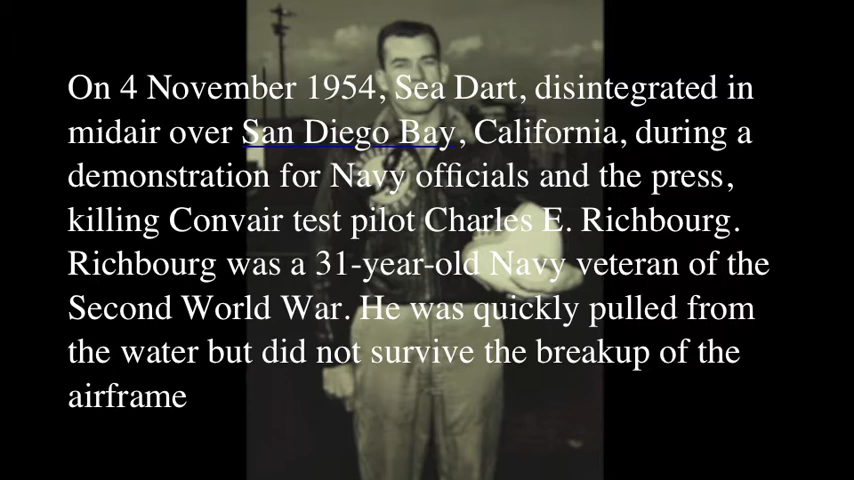 On 4 November 1954, Sea Dart, disintegrated in
midair over San Diego Bay, California, during a
demonstration for Navy officials and the press,
killing Convair test pilot Charles E. Richbourg.
Richbourg was a 31-year-old Navy veteran of the
Second World War. He was quickly pulled from
the water but did not survive the breakup of the
airframe